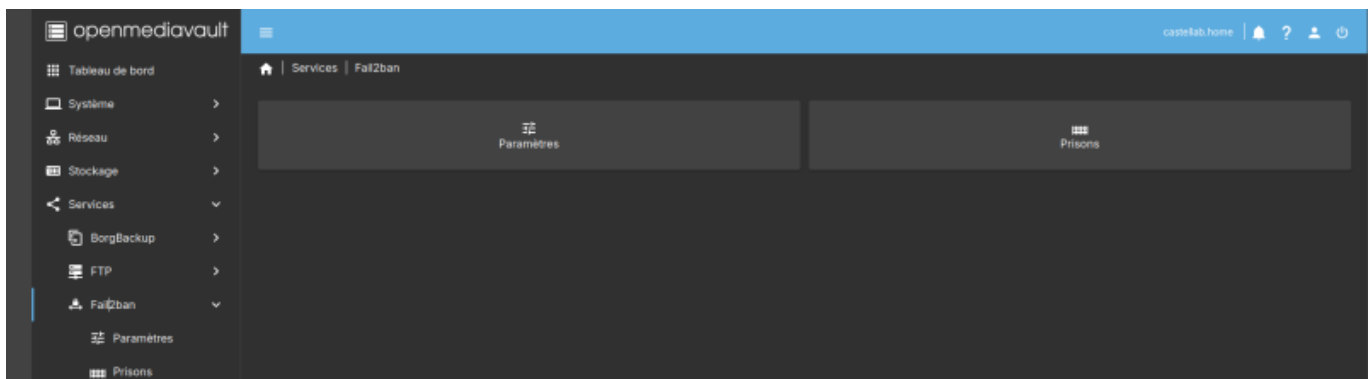 openmediavault
castellab.home
Tableau de bord
Services | Fail2ban
Système
Réseau
Stockage
Services
BorgBackup
FTP
Fail2ban
Paramètres
Prisons
Paramètres
Prisons